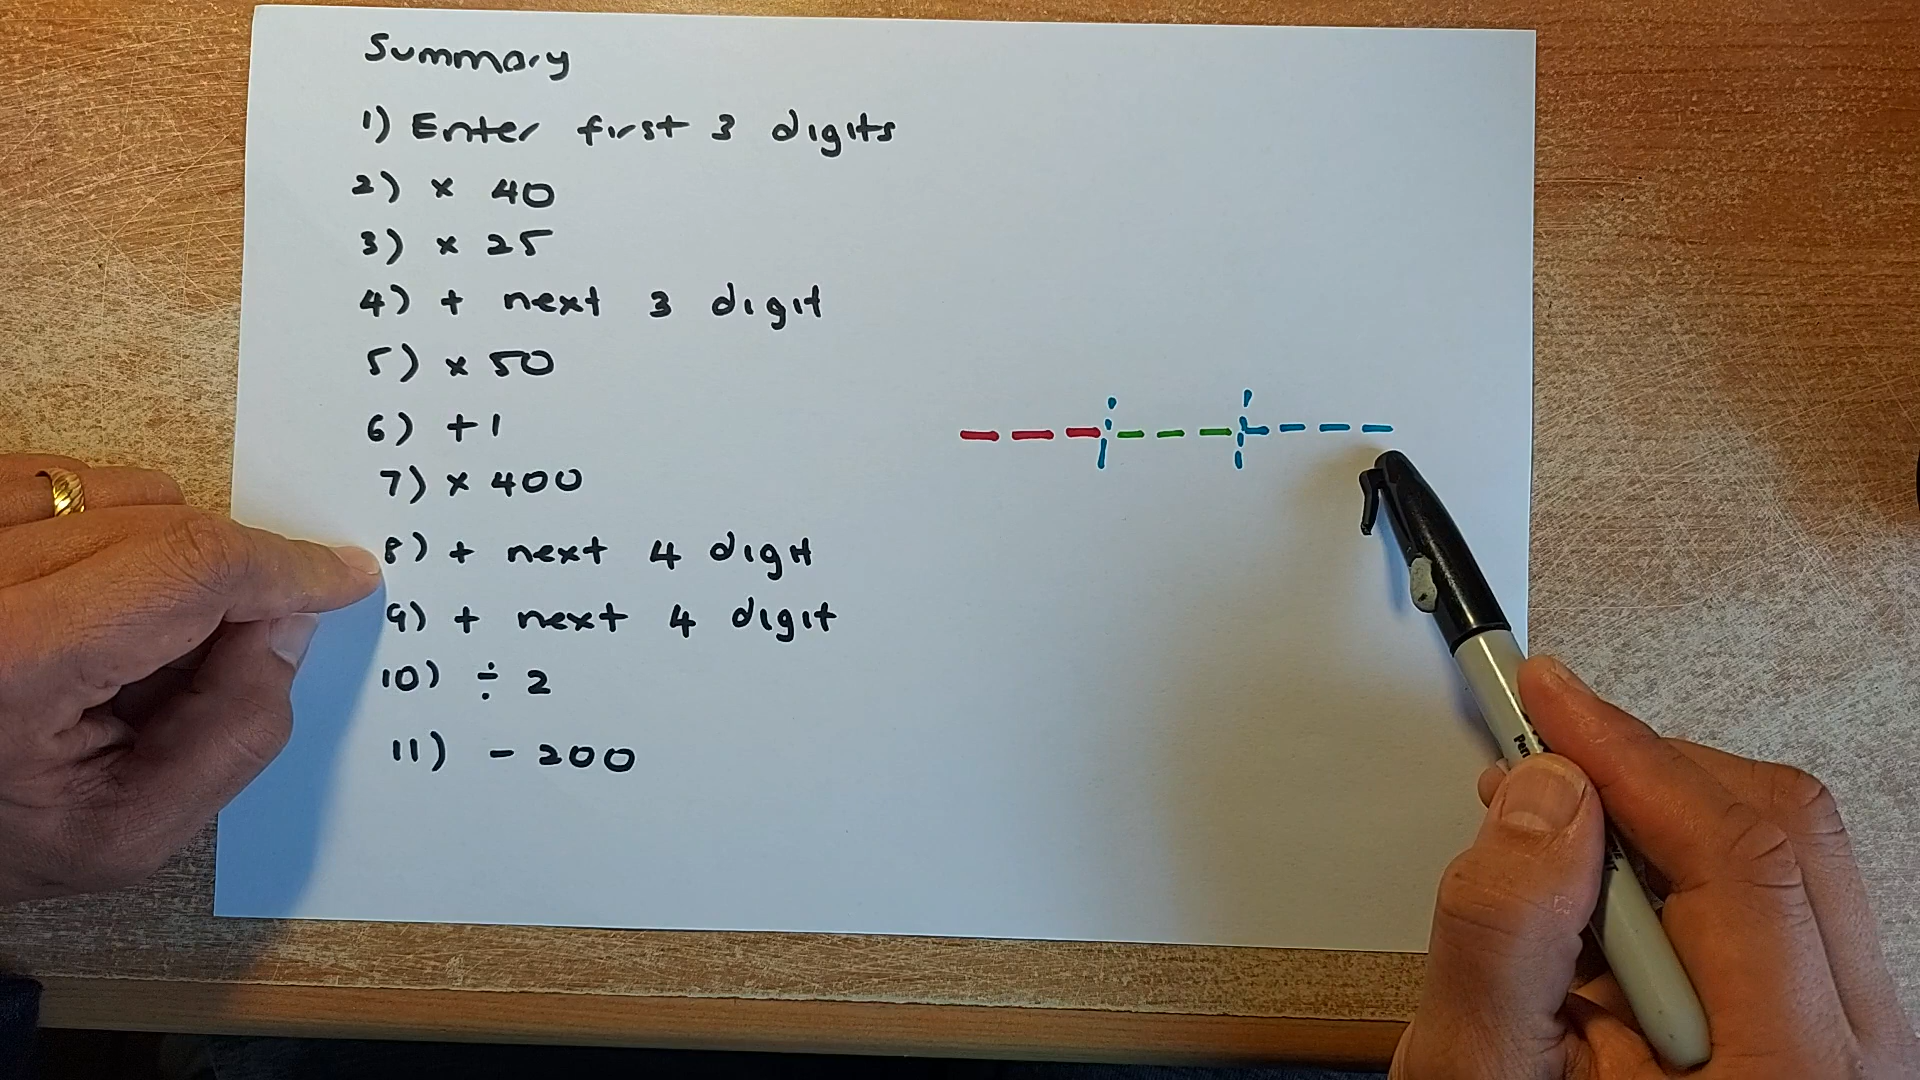 Summary
1) Enter first 3 digits
2) × 40
3) × 25
4) + next 3 digit
5) × 50
6) +1
7) × 400
8) + next 4 digit
9) + next 4 digit
10) ÷ 2
11) - 200